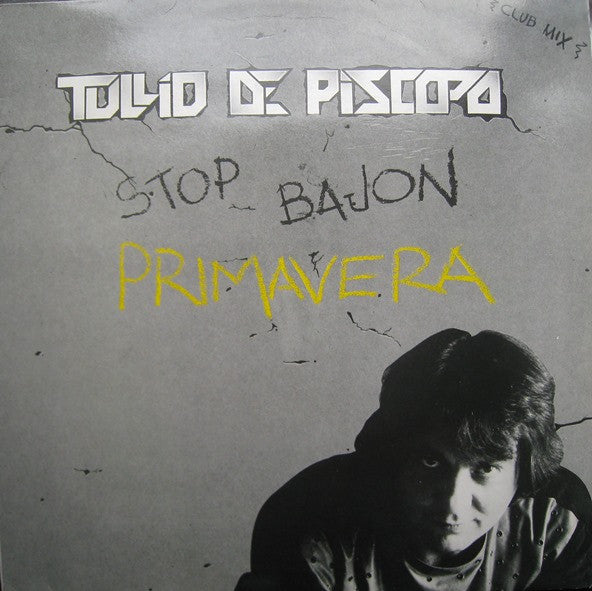 CLUB MIX
TULLIO DE PISCOPO
STOP BAJON
PRIMAVERA